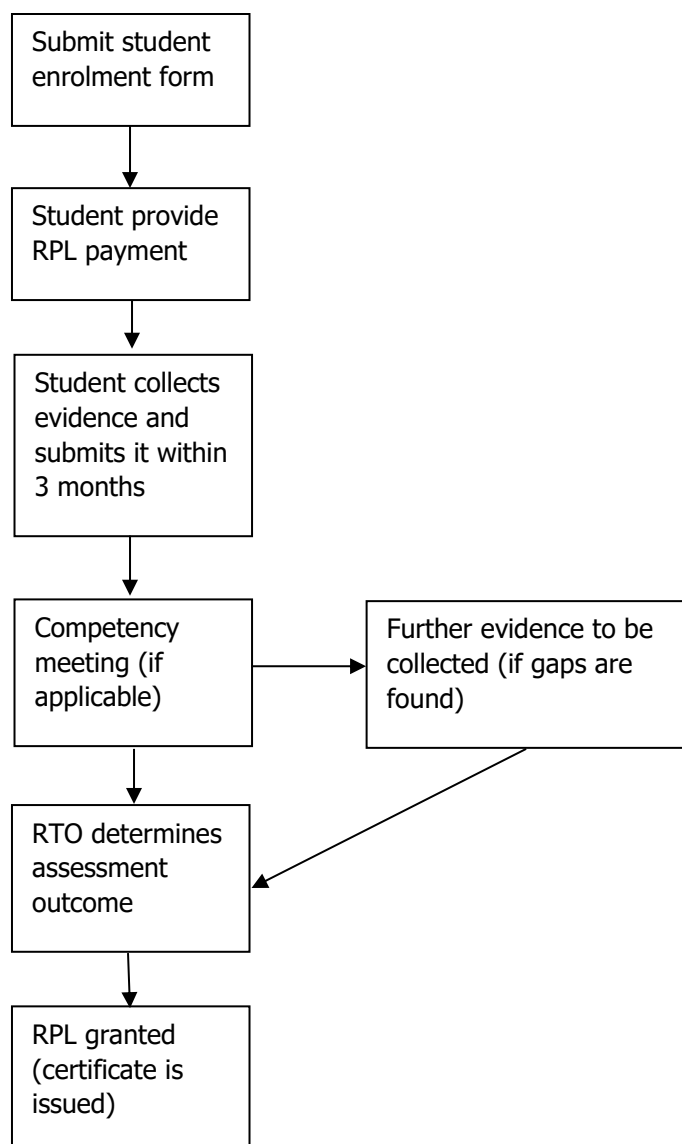 Submit student
enrolment form
Student provide
RPL payment
Student collects
evidence and
submits it within
3 months
Competency
meeting (if
applicable)
Further evidence to be
collected (if gaps are
found)
RTO determines
assessment
outcome
RPL granted
(certificate is
issued)